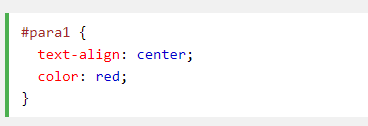 #para1 {
  text-align: center;
  color: red;
}